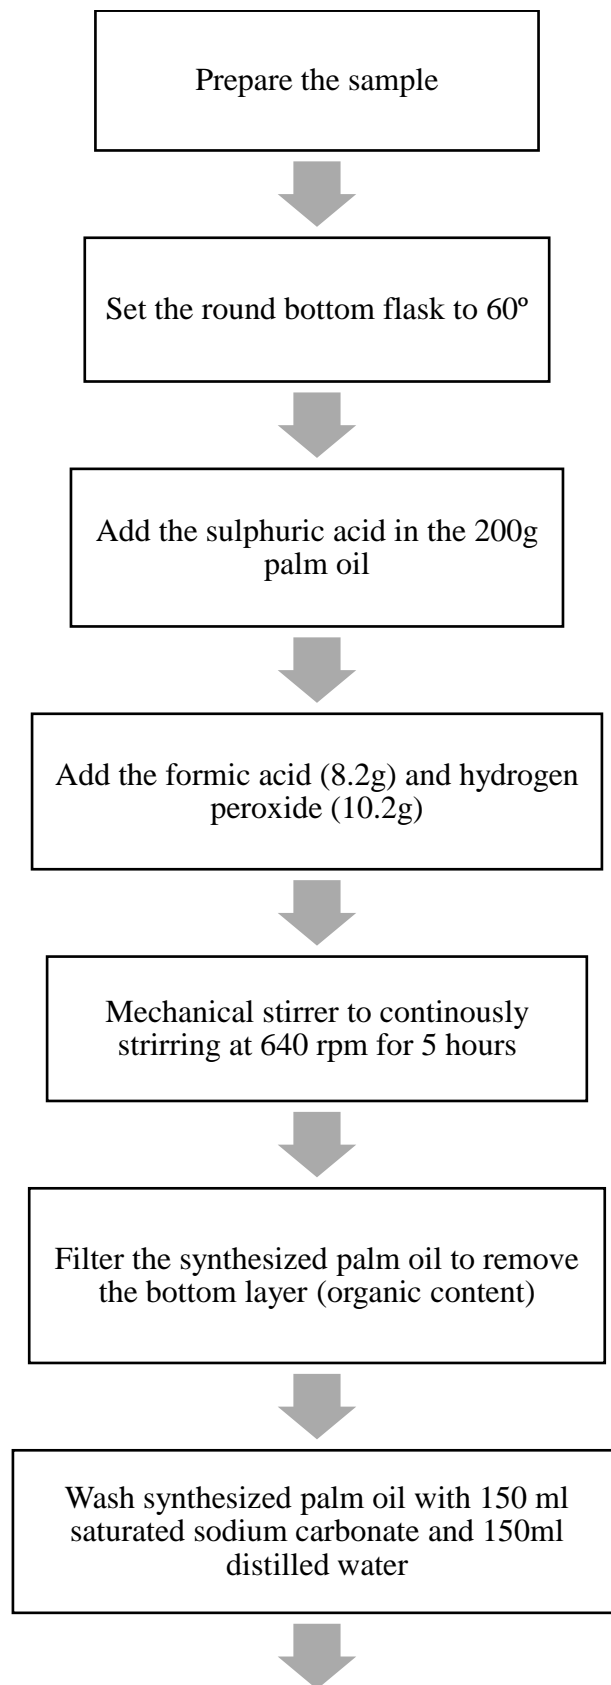 Prepare the sample
Set the round bottom flask to 60º
Add the sulphuric acid in the 200g
palm oil
Add the formic acid (8.2g) and hydrogen
peroxide (10.2g)
Mechanical stirrer to continously
strirring at 640 rpm for 5 hours
Filter the synthesized palm oil to remove
the bottom layer (organic content)
Wash synthesized palm oil with 150 ml
saturated sodium carbonate and 150ml
distilled water